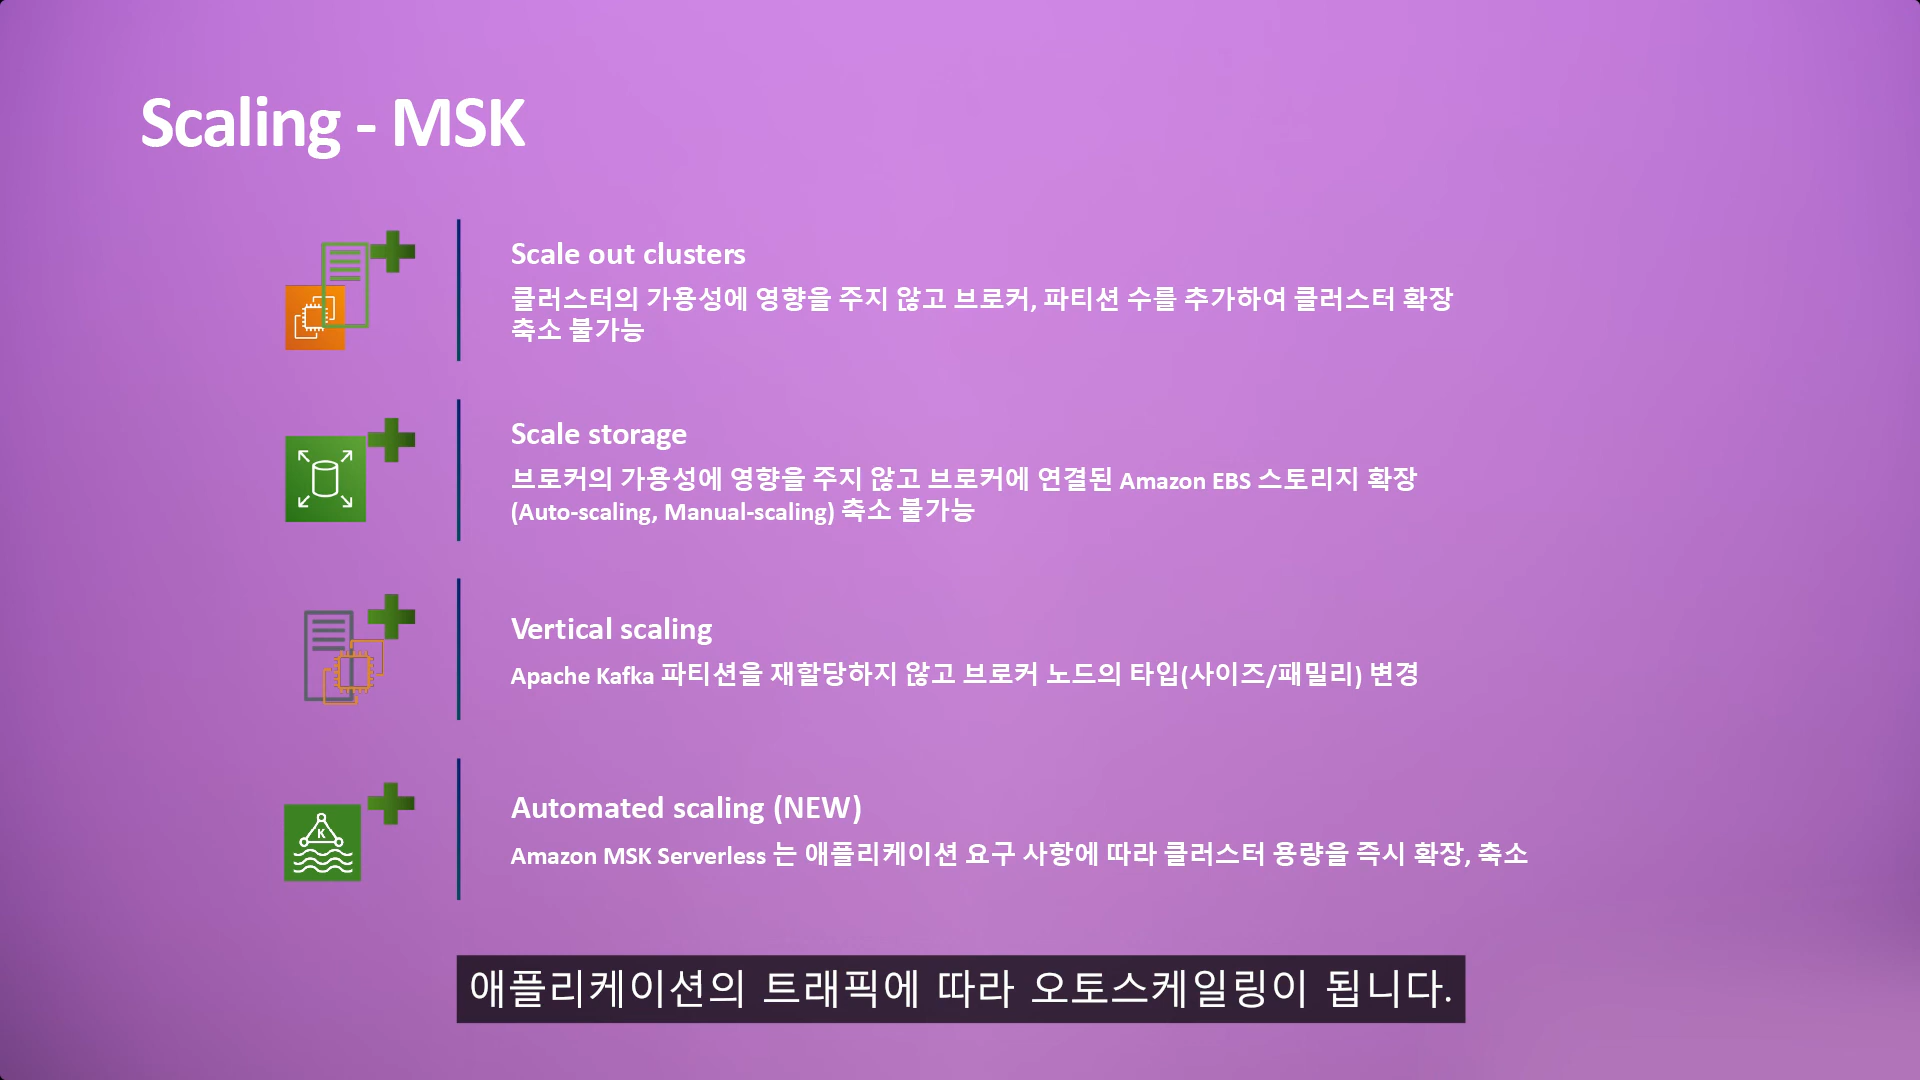 Scaling - MSK
Scale out clusters
클러스터의 가용성에 영향을 주지 않고 브로커, 파티션 수를 추가하여 클러스터 확장
축소 불가능
Scale storage
브로커의 가용성에 영향을 주지 않고 브로커에 연결된 Amazon EBS 스토리지 확장
(Auto-scaling, Manual-scaling) 축소 불가능
Vertical scaling
Apache Kafka 파티션을 재할당하지 않고 브로커 노드의 타입(사이즈/패밀리) 변경
K
Automated scaling (NEW)
Amazon MSK Serverless 는 애플리케이션 요구 사항에 따라 클러스터 용량을 즉시 확장, 축소
애플리케이션의 트래픽에 따라 오토스케일링이 됩니다.